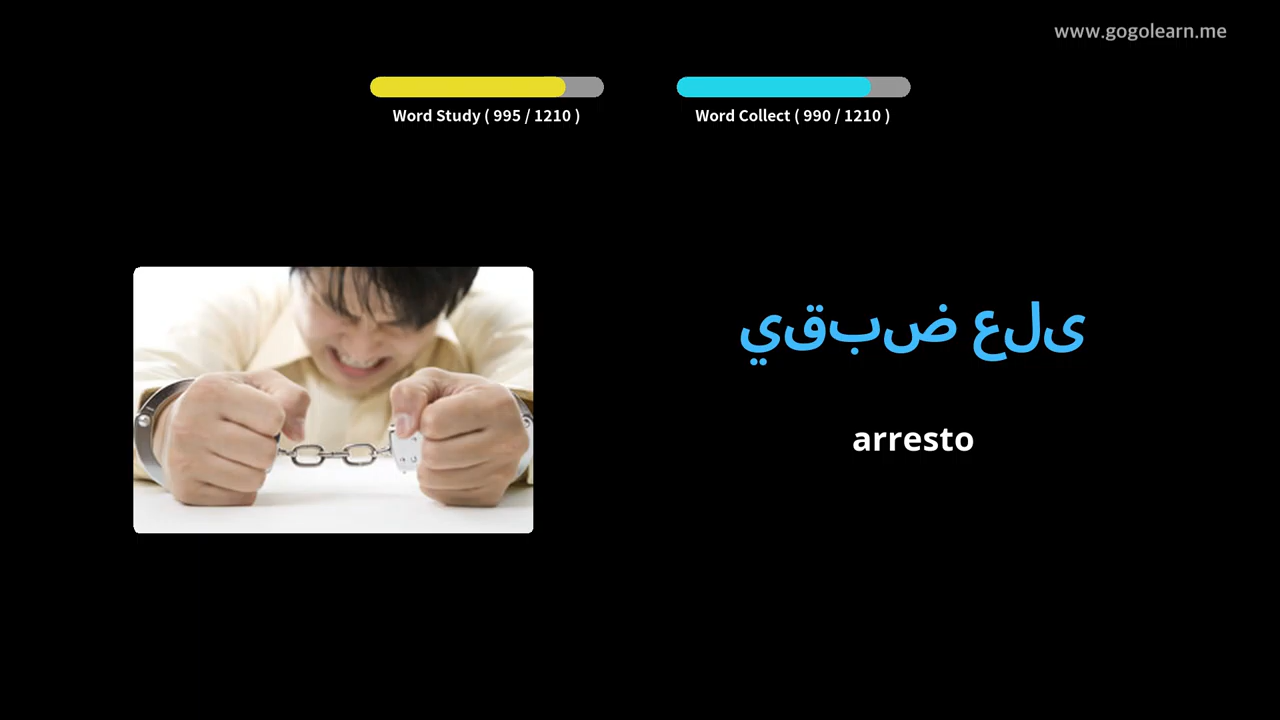 www.gogolearn.me
Word Study ( 995 / 1210 )
Word Collect ( 990 / 1210 )
يقبض على
arresto